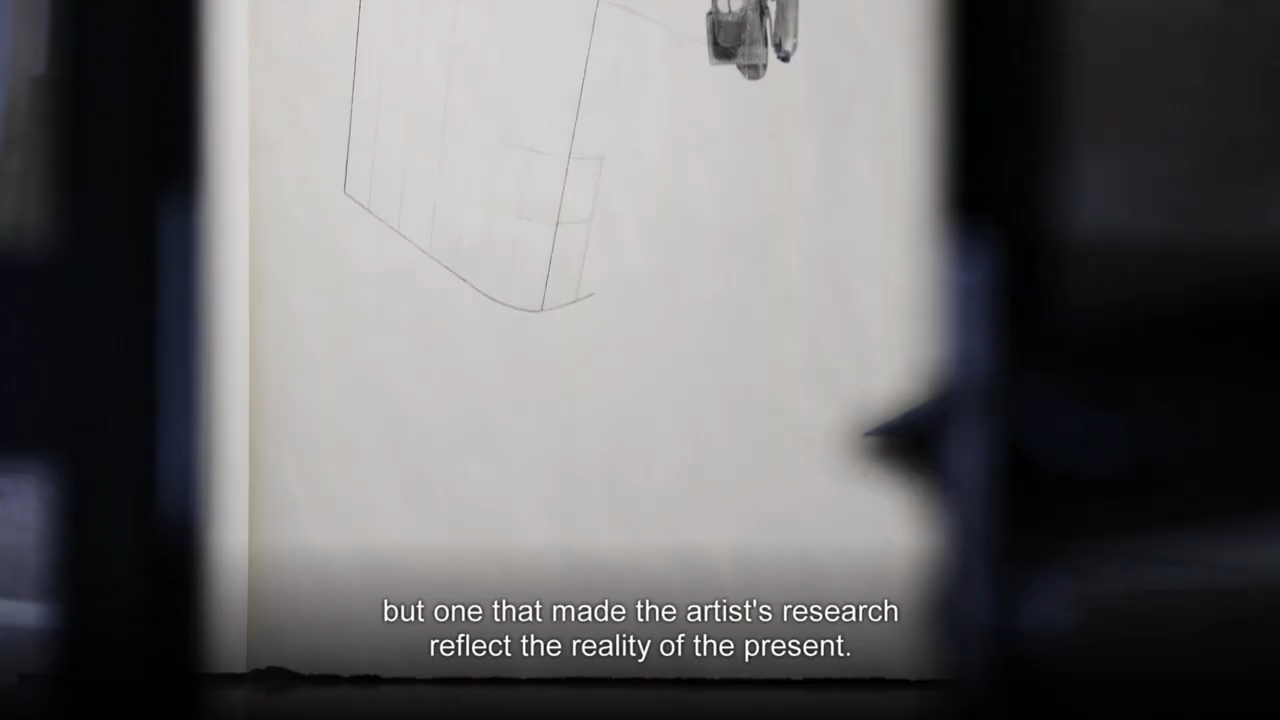 but one that made the artist's research
reflect the reality of the present.